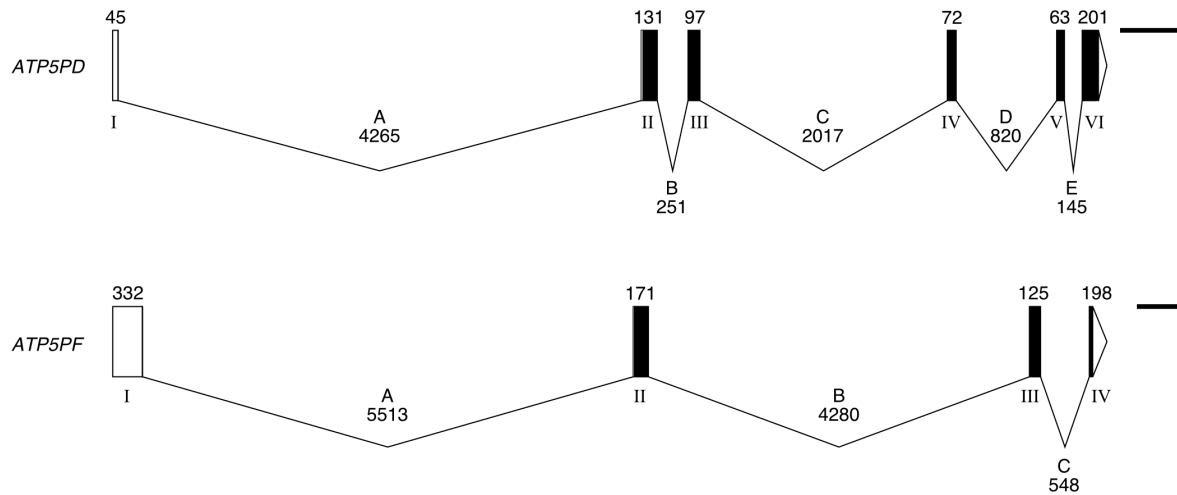 45 131 97 72 63 201
ATP5PD
I II III IV V VI
A C D
4265 2017 820
B E
251 145
332 171 125 198
ATP5PF
I II III IV
A B
5513 4280
C
548